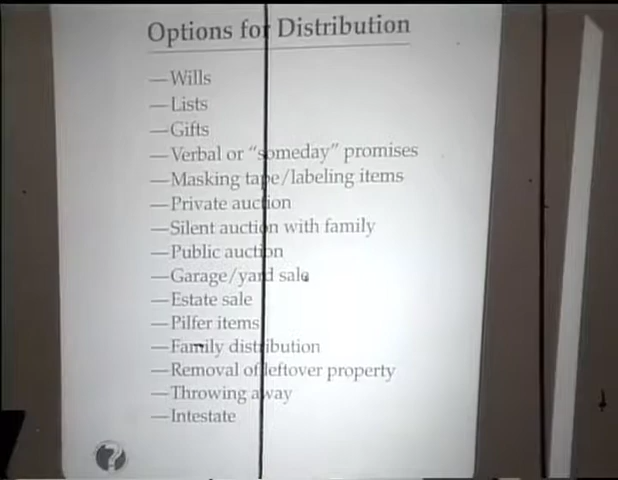 Options for Distribution
—Wills
—Lists
—Gifts
—Verbal or “someday” promises
—Masking tape/labeling items
—Private auction
—Silent auction with family
—Public auction
—Garage/yard sale
—Estate sale
—Pilfer items
—Family distribution
—Removal of leftover property
—Throwing away
—Intestate
?